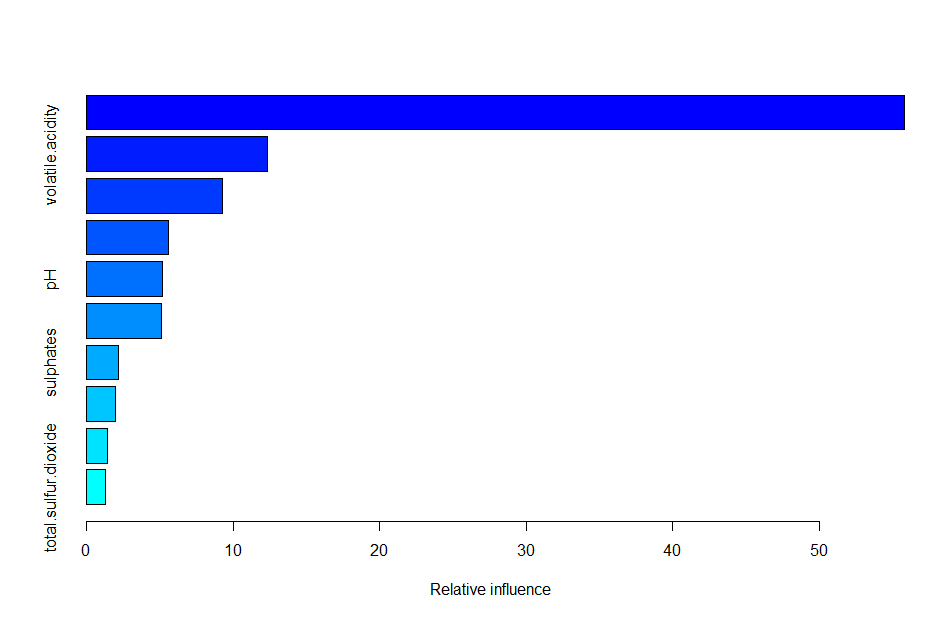 volatile.acidity
pH
sulphates
total.sulfur.dioxide
0 10 20 30 40 50
Relative influence